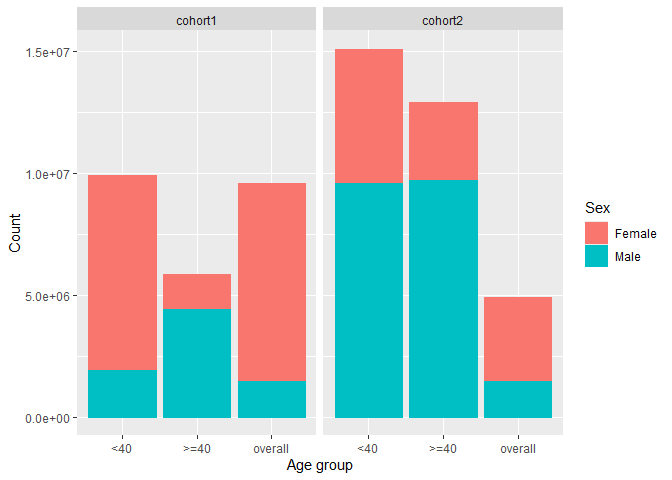 cohort1 cohort2
1.5e+07
1.0e+07
5.0e+06
0.0e+00
Count
<40 >=40 overall <40 >=40 overall
Age group
Sex
Female
Male